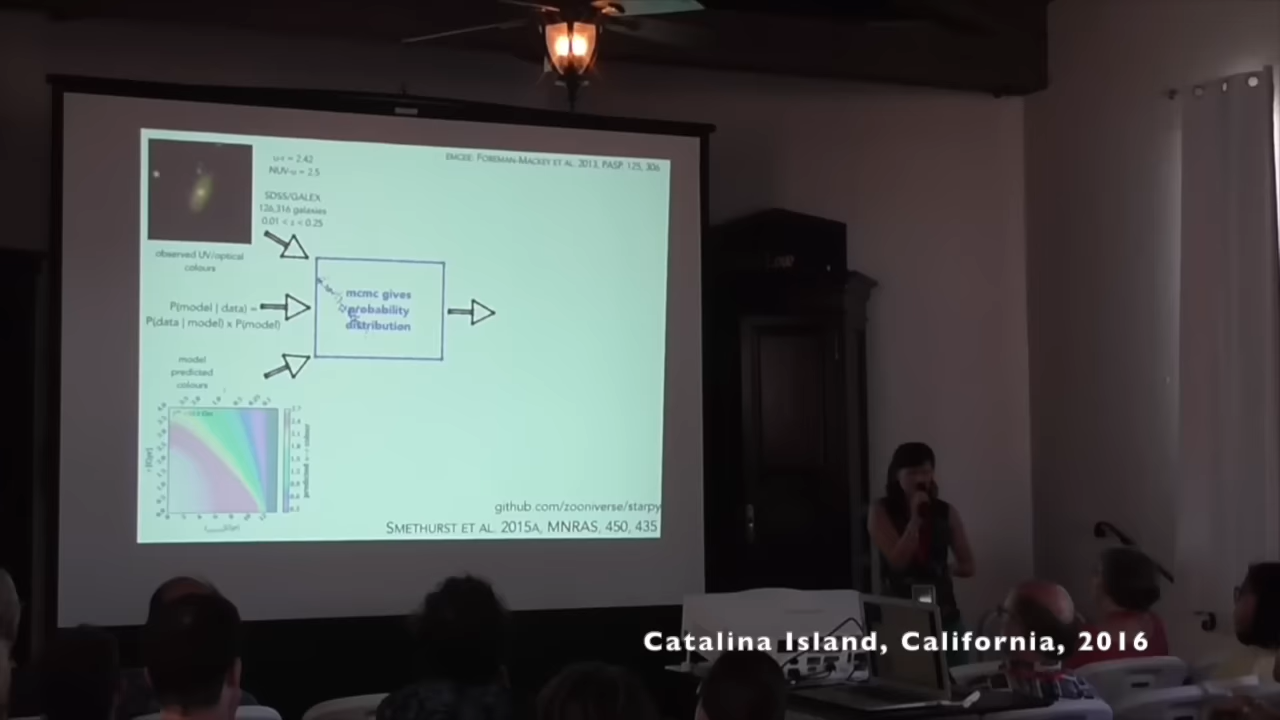 u-r = 2.42
NUV-u = 2.5
EMCEE: FOREMAN-MACKEY ET AL. 2013, PASP, 125, 306
SDSS/GALEX
126,316 galaxies
0.01 < z < 0.25
observed UV/optical
colours
P(model | data) =
P(data | model) x P(model)
mcmc gives
probability
distribution
model
predicted
colours
github.com/zooniverse/starpy
SMETHURST ET AL. 2015A, MNRAS, 450, 435
Catalina Island, California, 2016